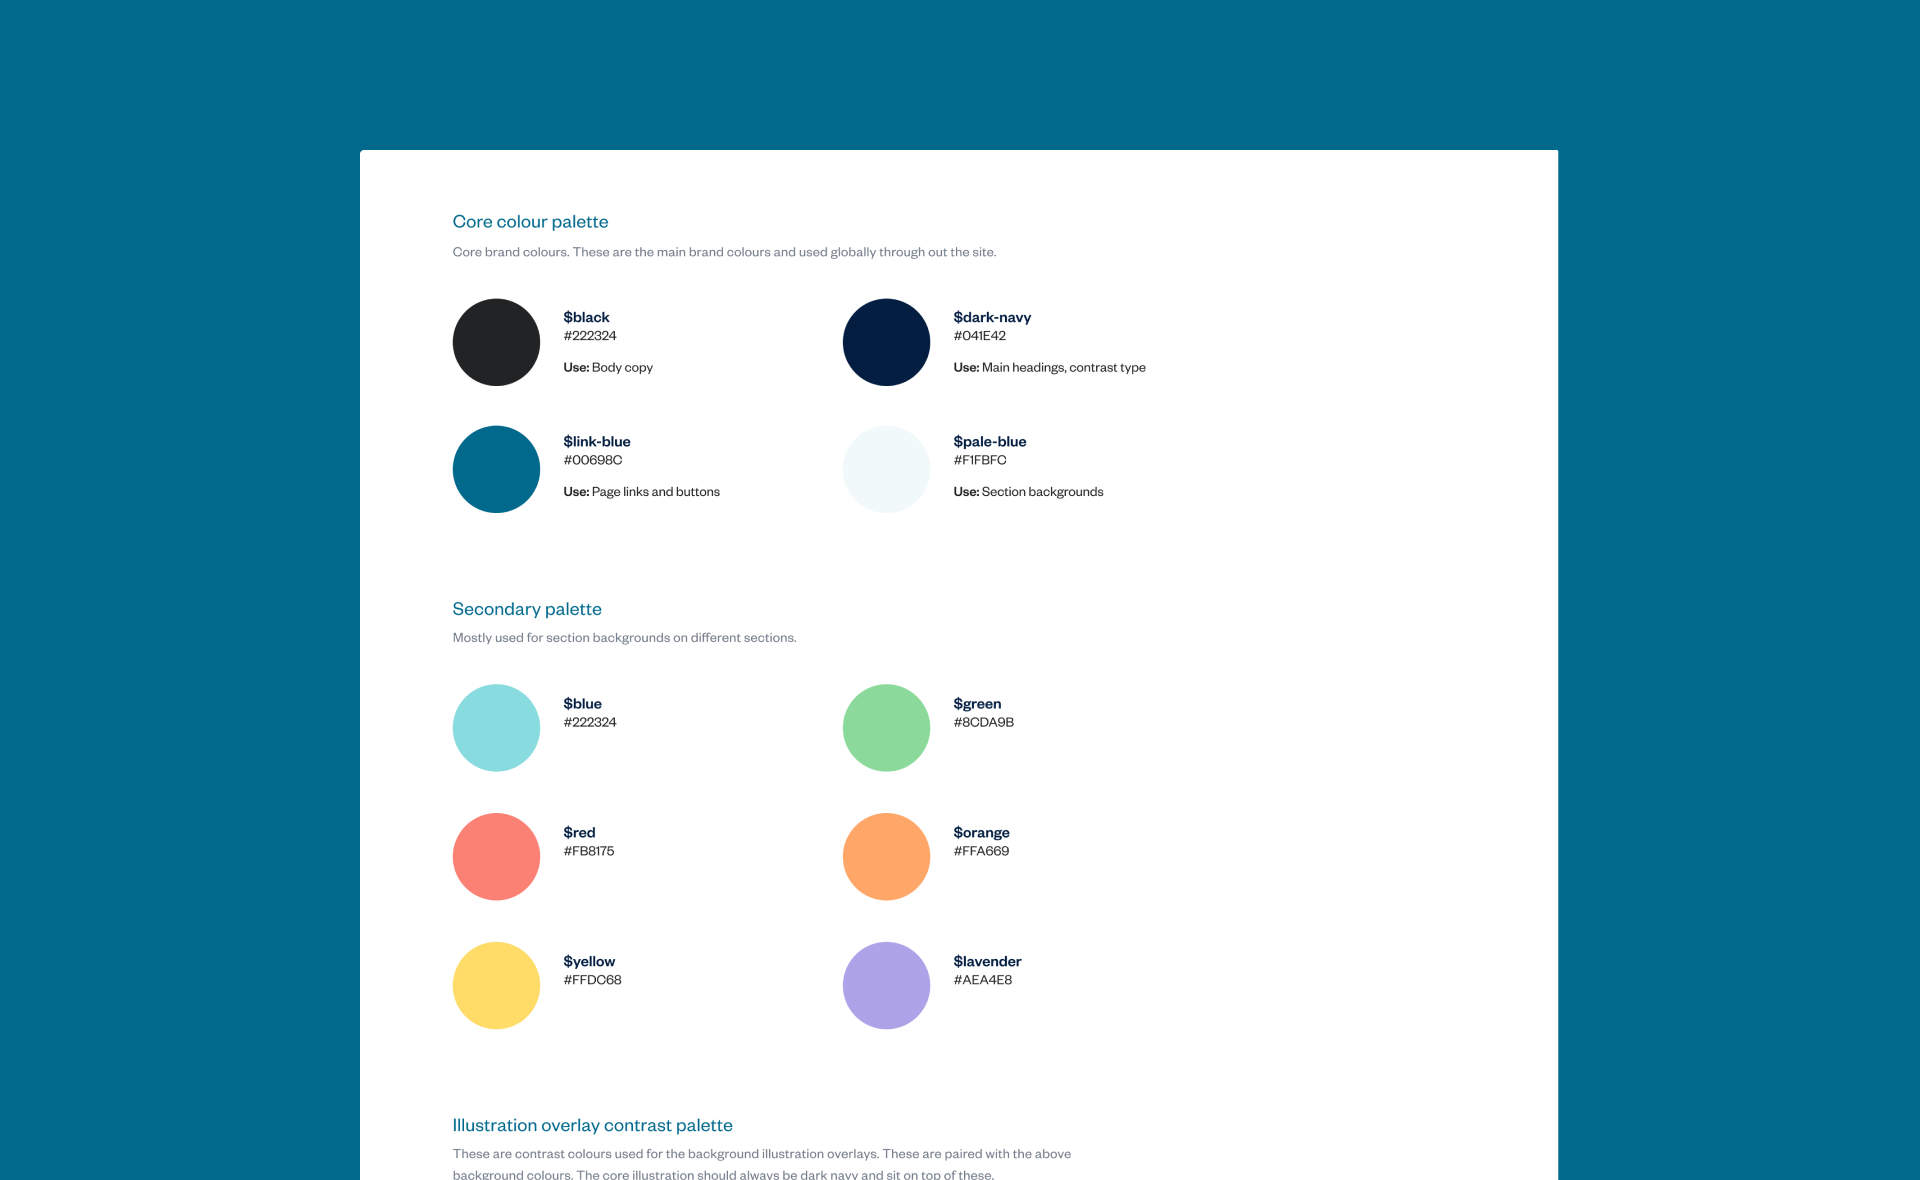 Core colour palette
Core brand colours. These are the main brand colours and used globally through out the site.
$black
#222324
Use: Body copy
$dark-navy
#041E42
Use: Main headings, contrast type
$link-blue
#00698C
Use: Page links and buttons
$pale-blue
#F1FBFC
Use: Section backgrounds
Secondary palette
Mostly used for section backgrounds on different sections.
$blue
#222324
$green
#8CDA9B
$red
#FB8175
$orange
#FFA669
$yellow
#FFDC68
$lavender
#AEA4E8
Illustration overlay contrast palette
These are contrast colours used for the background illustration overlays. These are paired with the above
background colours. The core illustration should always be dark navy and sit on top of these.